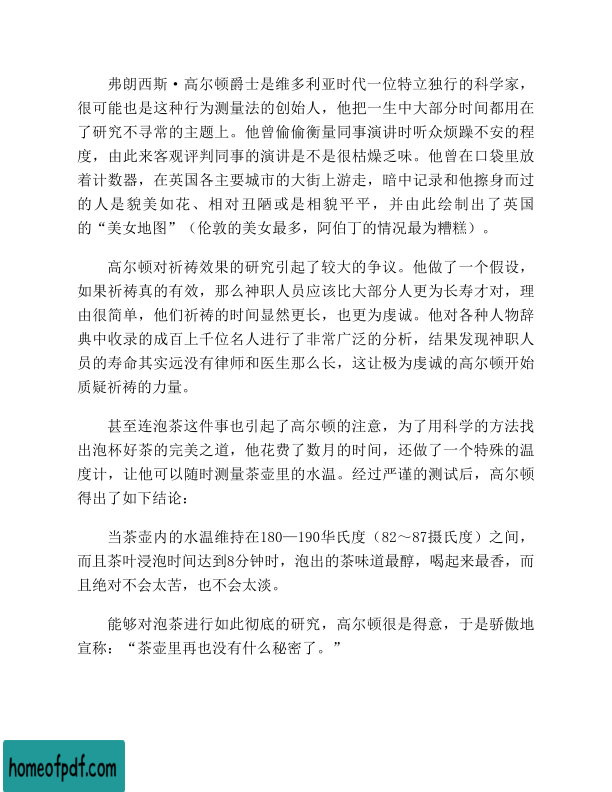 弗朗西斯·高尔顿爵士是维多利亚时代一位特立独行的科学家，
很可能也是这种行为测量法的创始人，他把一生中大部分时间都用在
了研究不寻常的主题上。他曾偷偷衡量同事演讲时听众烦躁不安的程
度，由此来客观评判同事的演讲是不是很枯燥乏味。他曾在口袋里放
着计数器，在英国各主要城市的大街上游走，暗中记录和他擦身而过
的人是貌美如花、相对丑陋或是相貌平平，并由此绘制出了英国
的“美女地图”（伦敦的美女最多，阿伯丁的情况最为糟糕）。
高尔顿对祈祷效果的研究引起了较大的争议。他做了一个假设，
如果祈祷真的有效，那么神职人员应该比大部分人更为长寿才对，理
由很简单，他们祈祷的时间显然更长，也更为虔诚。他对各种人物辞
典中收录的成百上千位名人进行了非常广泛的分析，结果发现神职人
员的寿命其实远没有律师和医生那么长，这让极为虔诚的高尔顿开始
质疑祈祷的力量。
甚至连泡茶这件事也引起了高尔顿的注意，为了用科学的方法找
出泡杯好茶的完美之道，他花费了数月的时间，还做了一个特殊的温
度计，让他可以随时测量茶壶里的水温。经过严谨的测试后，高尔顿
得出了如下结论：
当茶壶内的水温维持在180—190华氏度（82～87摄氏度）之间，
而且茶叶浸泡时间达到8分钟时，泡出的茶味道最醇，喝起来最香，而
且绝对不会太苦，也不会太淡。
能够对泡茶进行如此彻底的研究，高尔顿很是得意，于是骄傲地
宣称：“茶壶里再也没有什么秘密了。”
homeofpdf.com